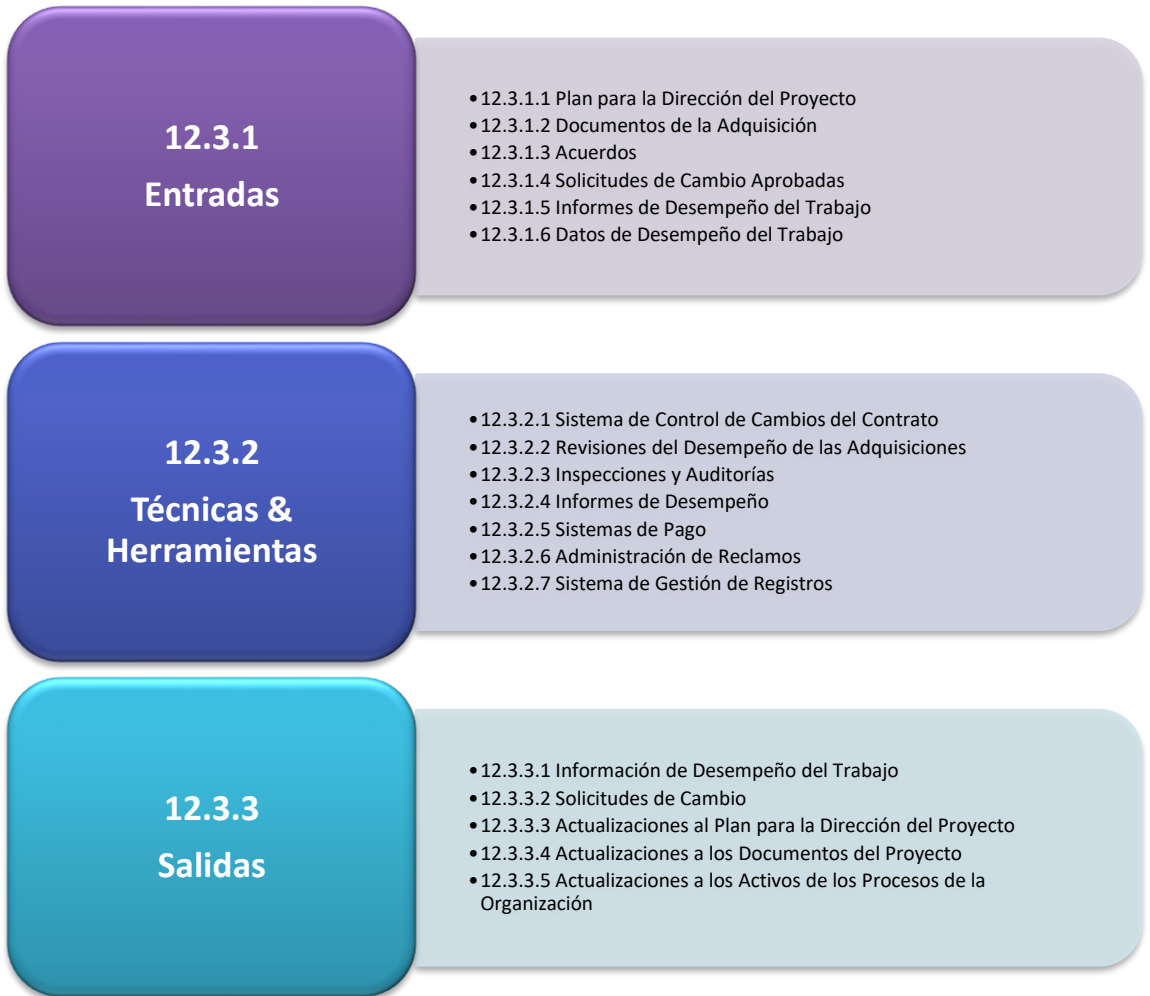 12.3.1
Entradas
•12.3.1.1 Plan para la Dirección del Proyecto
•12.3.1.2 Documentos de la Adquisición
•12.3.1.3 Acuerdos
•12.3.1.4 Solicitudes de Cambio Aprobadas
•12.3.1.5 Informes de Desempeño del Trabajo
•12.3.1.6 Datos de Desempeño del Trabajo
12.3.2
Técnicas &
Herramientas
•12.3.2.1 Sistema de Control de Cambios del Contrato
•12.3.2.2 Revisiones del Desempeño de las Adquisiciones
•12.3.2.3 Inspecciones y Auditorías
•12.3.2.4 Informes de Desempeño
•12.3.2.5 Sistemas de Pago
•12.3.2.6 Administración de Reclamos
•12.3.2.7 Sistema de Gestión de Registros
12.3.3
Salidas
•12.3.3.1 Información de Desempeño del Trabajo
•12.3.3.2 Solicitudes de Cambio
•12.3.3.3 Actualizaciones al Plan para la Dirección del Proyecto
•12.3.3.4 Actualizaciones a los Documentos del Proyecto
•12.3.3.5 Actualizaciones a los Activos de los Procesos de la
Organización